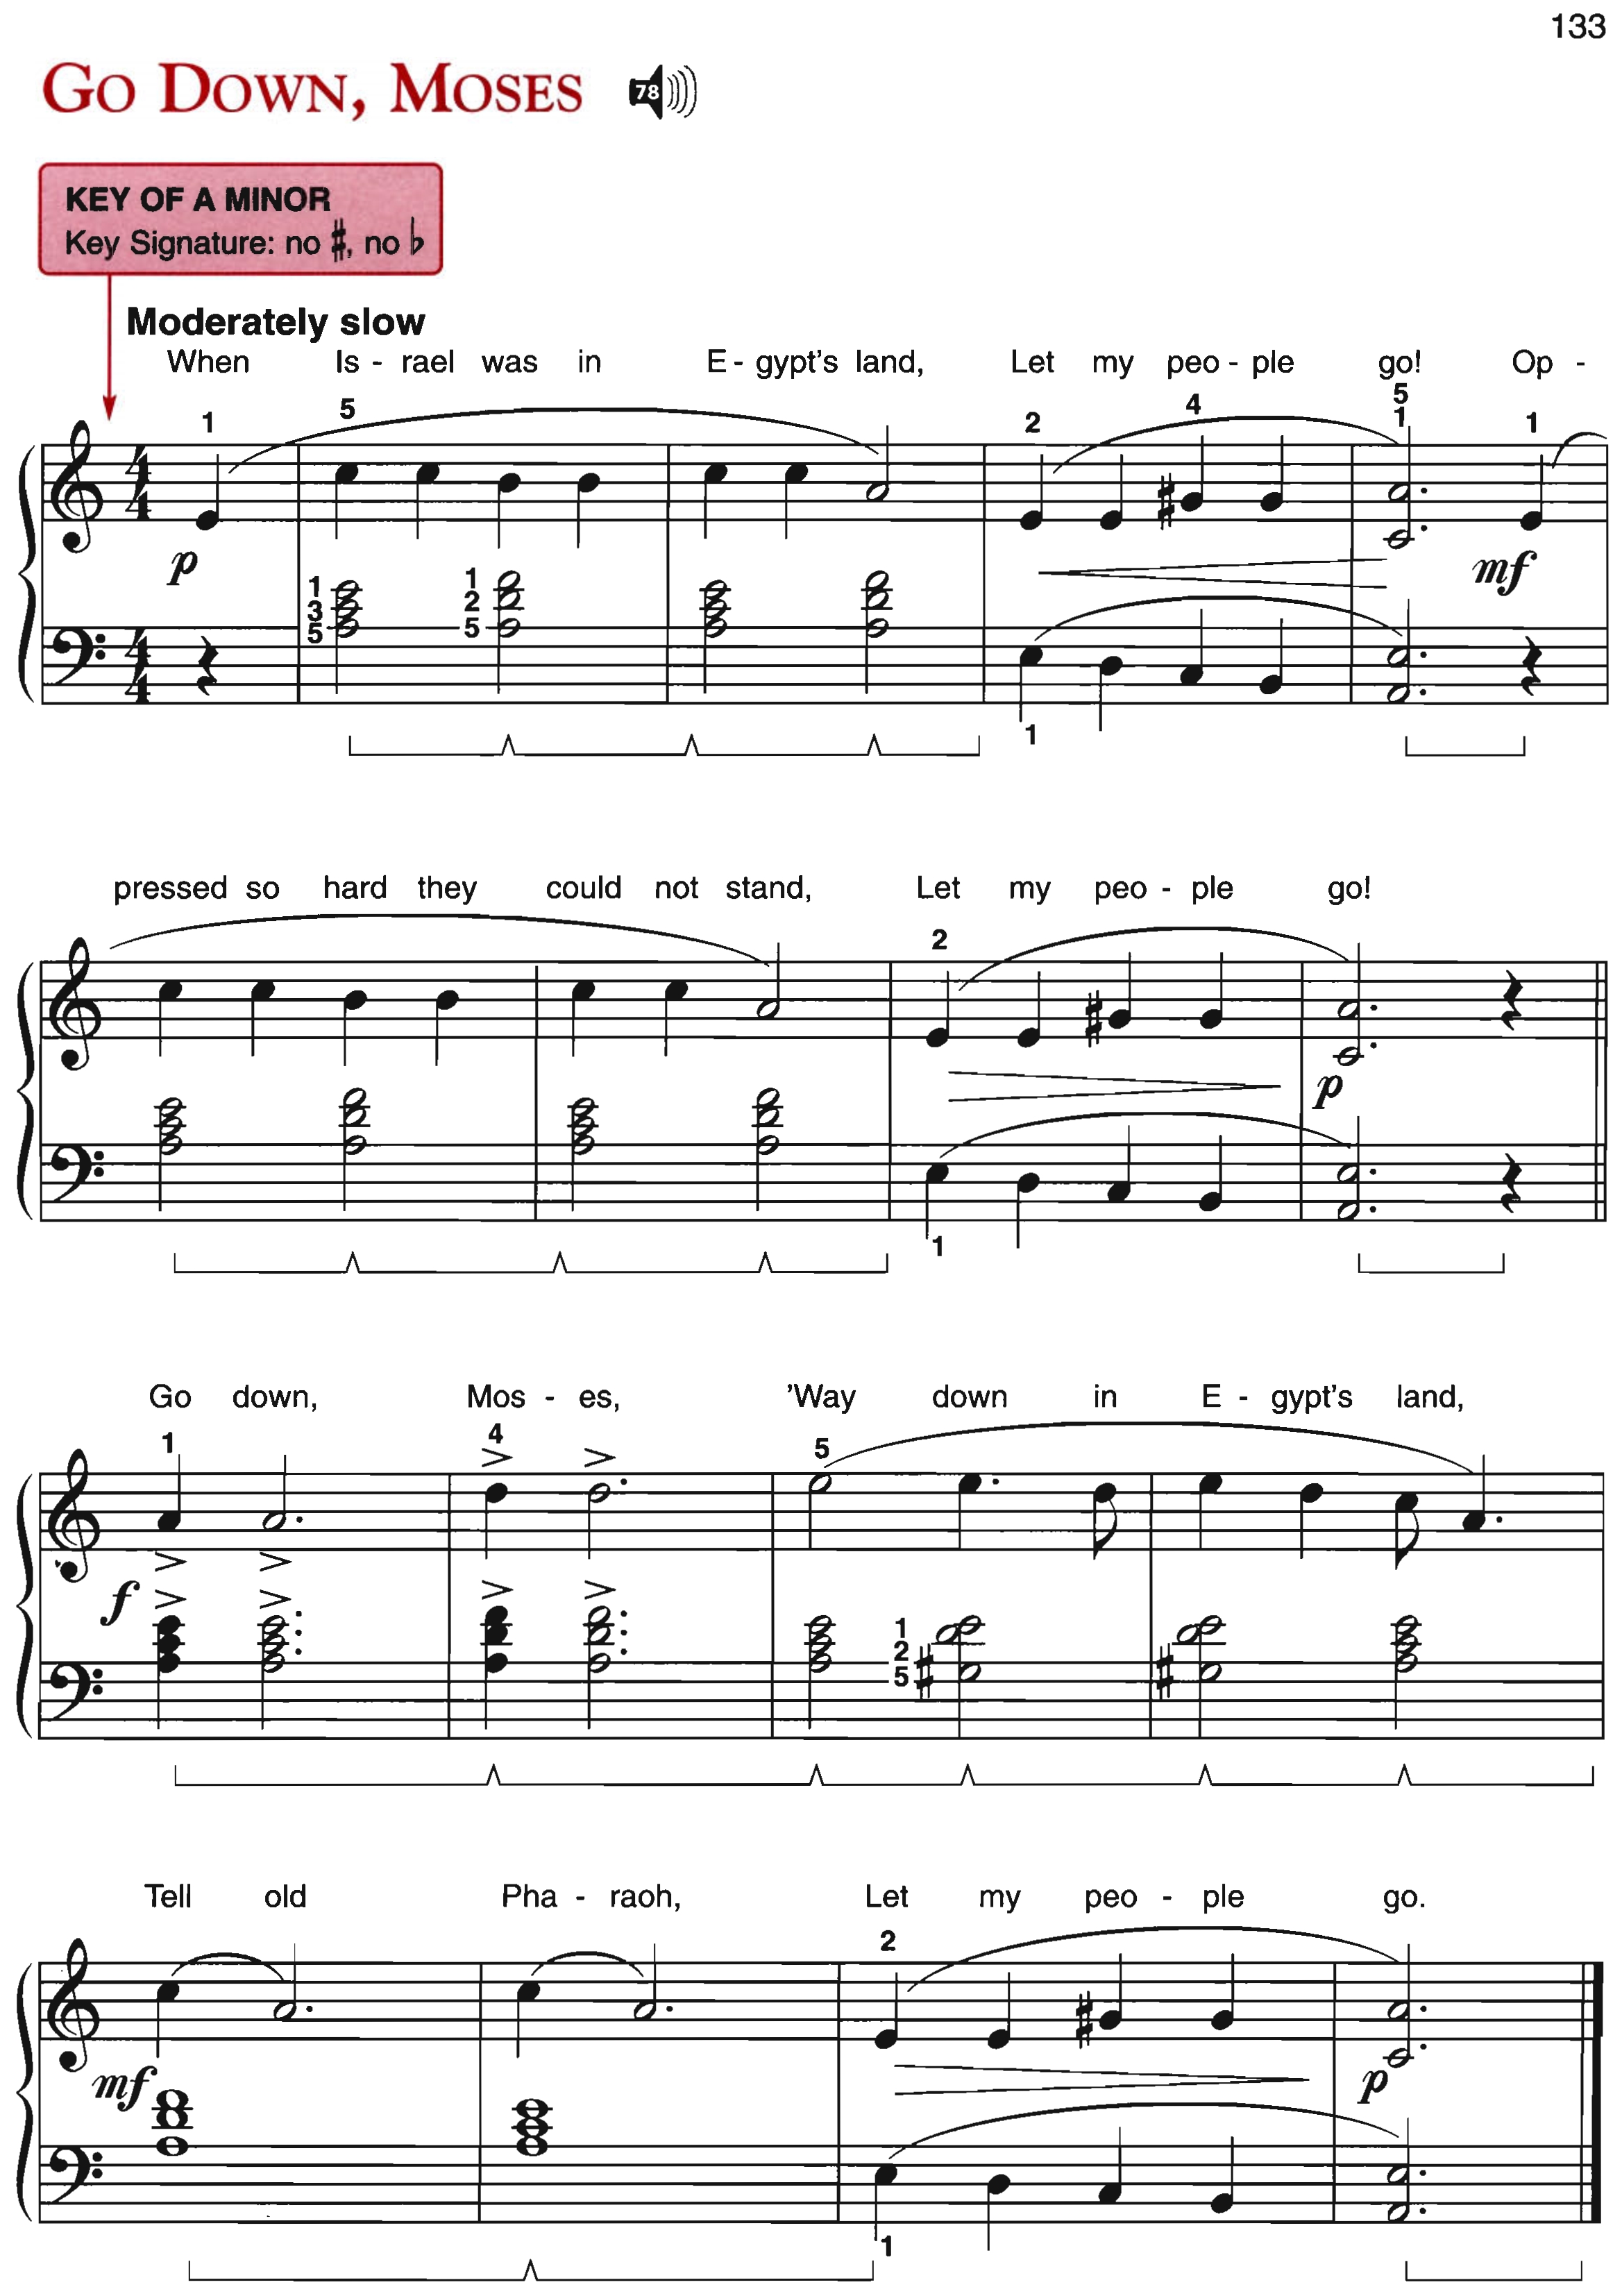 133
GO DOWN, MOSES 78
KEY OF A MINOR
Key Signature: no ♯, no ♭
Moderately slow
When Is - rael was in E - gypt's land, Let my peo - ple go! Op -
1 5 2 4 5 1 1
4 4
p mf
1 3 5 1 2 5
4 4
1
pressed so hard they could not stand, Let my peo - ple go!
2
p
1
Go down, Mos - es, 'Way down in E - gypt's land,
1 4 5
f
1 2 5
Tell old Pha - raoh, Let my peo - ple go.
2
mf p
1